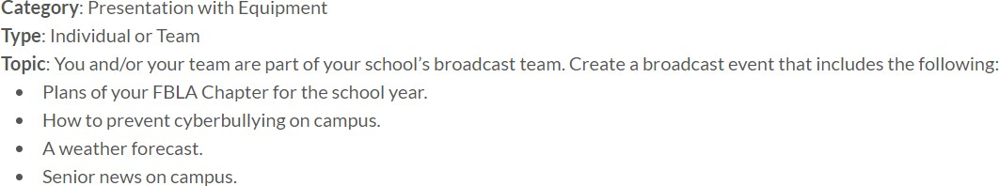 Category: Presentation with Equipment
Type: Individual or Team
Topic: You and/or your team are part of your school’s broadcast team. Create a broadcast event that includes the following:
• Plans of your FBLA Chapter for the school year.
• How to prevent cyberbullying on campus.
• A weather forecast.
• Senior news on campus.